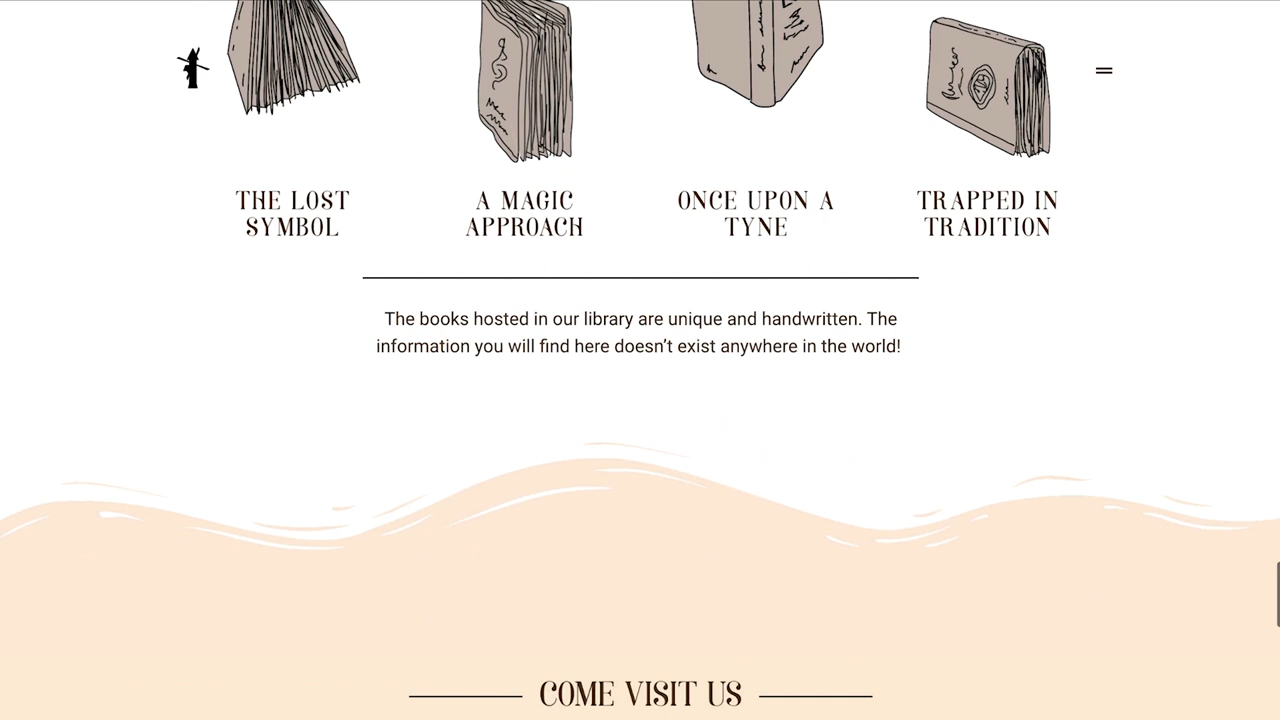 THE LOST
SYMBOL
A MAGIC
APPROACH
ONCE UPON A
TYNE
TRAPPED IN
TRADITION
The books hosted in our library are unique and handwritten. The
information you will find here doesn’t exist anywhere in the world!
COME VISIT US